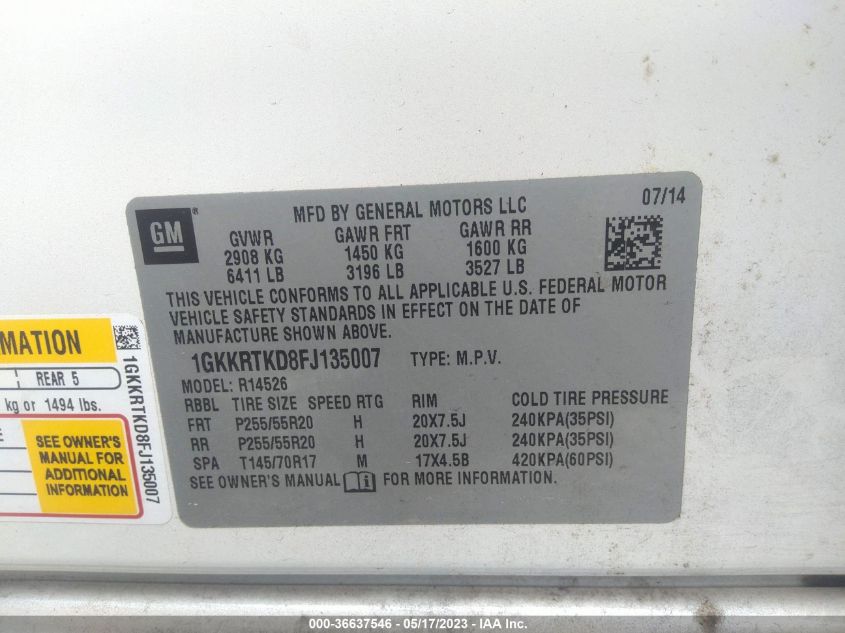 GM
®
MFD BY GENERAL MOTORS LLC
07/14
GVWR GAWR FRT GAWR RR
2908 KG 1450 KG 1600 KG
6411 LB 3196 LB 3527 LB
THIS VEHICLE CONFORMS TO ALL APPLICABLE U.S. FEDERAL MOTOR
VEHICLE SAFETY STANDARDS IN EFFECT ON THE DATE OF
MANUFACTURE SHOWN ABOVE.
1GKKRTKD8FJ135007 TYPE: M.P.V.
MODEL: R14526
RBBL TIRE SIZE SPEED RTG RIM COLD TIRE PRESSURE
FRT P255/55R20 H 20X7.5J 240KPA(35PSI)
RR P255/55R20 H 20X7.5J 240KPA(35PSI)
SPA T145/70R17 M 17X4.5B 420KPA(60PSI)
SEE OWNER'S MANUAL i FOR MORE INFORMATION.
MATION
REAR 5
kg or 1494 lbs.
SEE OWNER'S
MANUAL FOR
ADDITIONAL
INFORMATION
1GKKRTKD8FJ135007
000-36637546 — 05/17/2023 — IAA Inc.